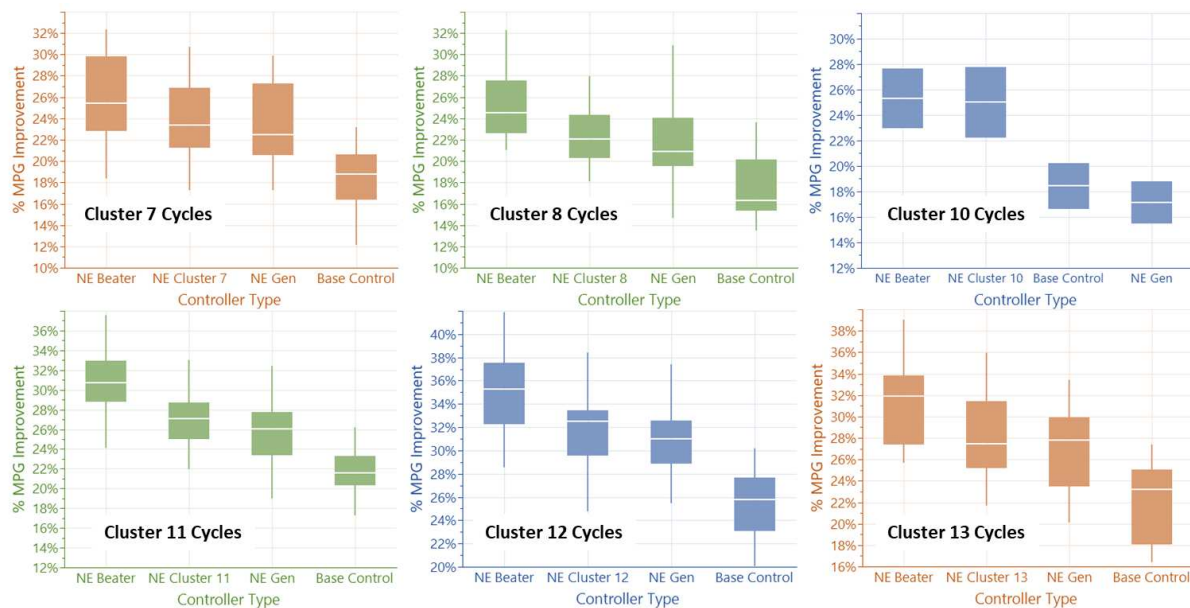 % MPG Improvement
32%
30%
28%
26%
24%
22%
20%
18%
16%
14%
12%
10%
Cluster 7 Cycles
NE Beater NE Cluster 7 NE Gen Base Control
Controller Type
% MPG Improvement
32%
30%
28%
26%
24%
22%
20%
18%
16%
14%
12%
10%
Cluster 8 Cycles
NE Beater NE Cluster 8 NE Gen Base Control
Controller Type
% MPG Improvement
30%
28%
26%
24%
22%
20%
18%
16%
14%
12%
Cluster 10 Cycles
NE Beater NE Cluster 10 Base Control NE Gen
Controller Type
% MPG Improvement
36%
34%
32%
30%
28%
26%
24%
22%
20%
18%
16%
14%
12%
Cluster 11 Cycles
NE Beater NE Cluster 11 NE Gen Base Control
Controller Type
% MPG Improvement
40%
38%
36%
34%
32%
30%
28%
26%
24%
22%
20%
Cluster 12 Cycles
NE Beater NE Cluster 12 NE Gen Base Control
Controller Type
% MPG Improvement
38%
36%
34%
32%
30%
28%
26%
24%
22%
20%
18%
16%
Cluster 13 Cycles
NE Beater NE Cluster 13 NE Gen Base Control
Controller Type